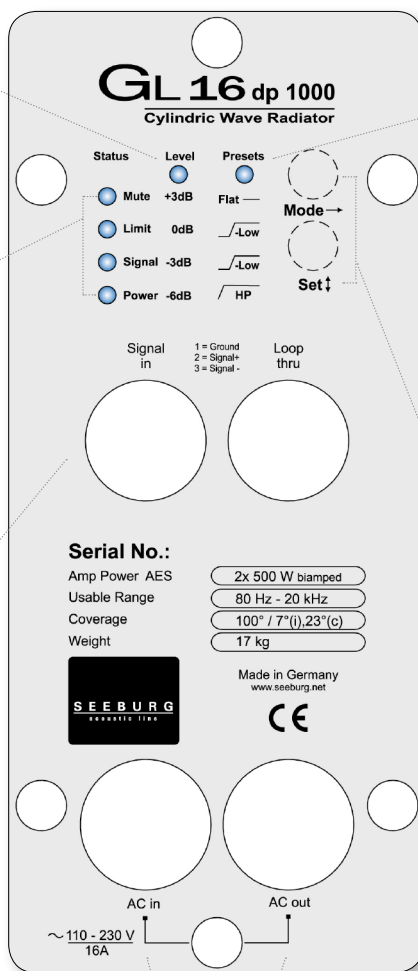 GL 16 dp 1000
Cylindric Wave Radiator
Status Level Presets
Mute +3dB Flat
Mode→
Limit 0dB -Low
Signal -3dB -Low
Set↕
Power -6dB HP
Signal in
1 = Ground
2 = Signal+
3 = Signal -
Loop thru
Serial No.:
Amp Power AES 2x 500 W biamped
Usable Range 80 Hz - 20 kHz
Coverage 100° / 7°(i),23°(c)
Weight 17 kg
SEEBURG
acoustic line
Made in Germany
www.seeburg.net
CE
AC in AC out
~ 110 - 230 V
16A